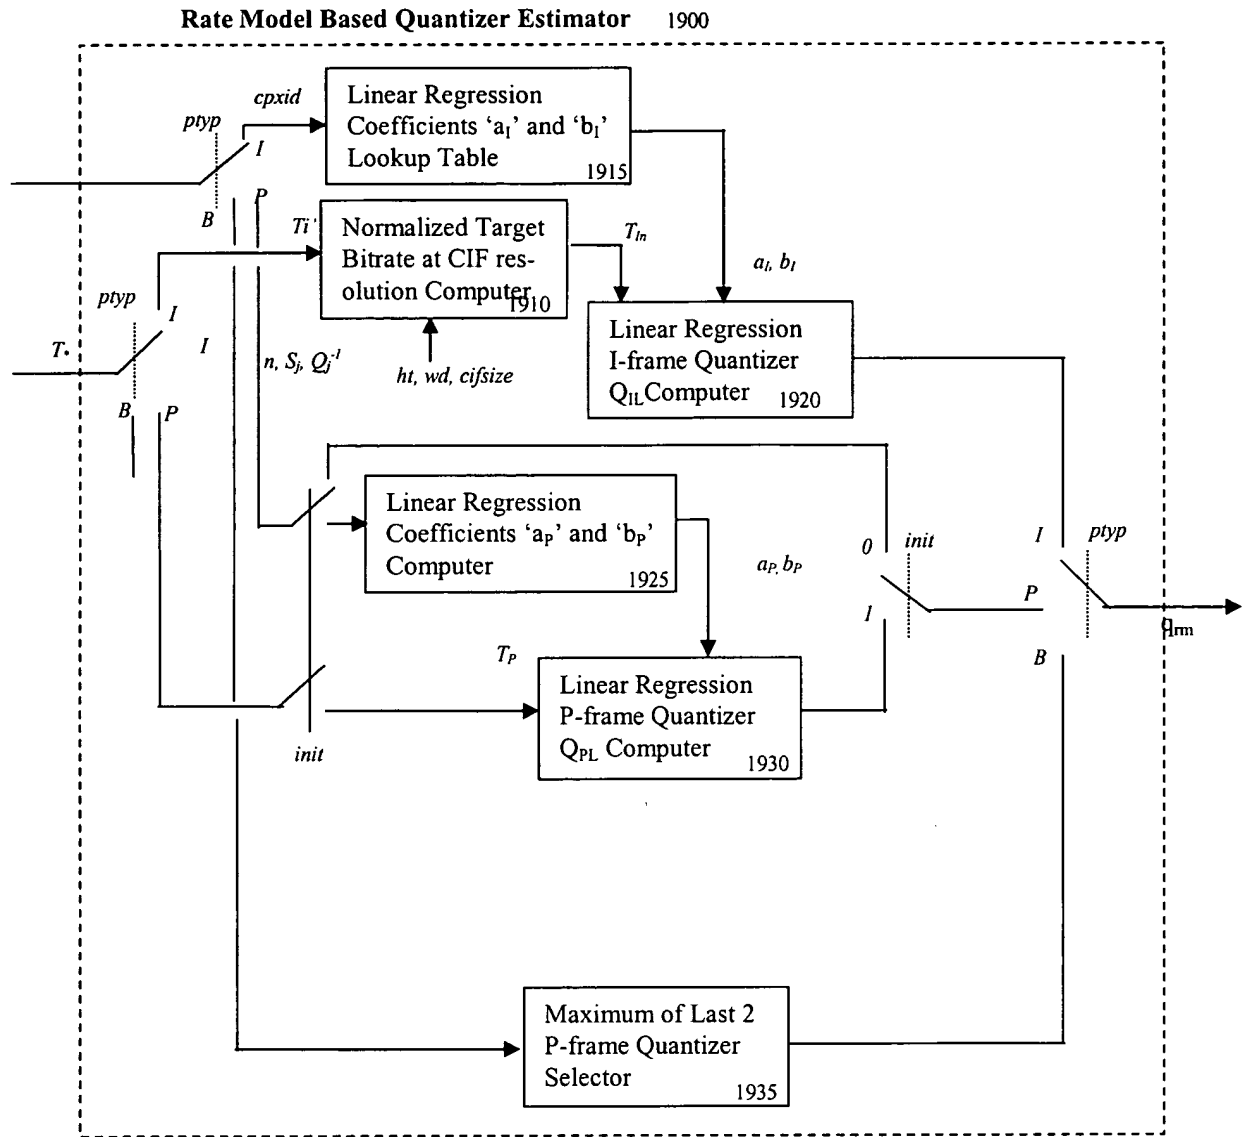 Rate Model Based Quantizer Estimator 1900
cpxid
ptyp
I
B
P
Linear Regression
Coefficients ‘aI’ and ‘bI’
Lookup Table
1915
Ti'
Normalized Target
Bitrate at CIF res-
olution Computer
1910
TIn
aI, bI
ptyp
I
I
T*
B
P
n, Sj, Qj-1
ht, wd, cifsize
Linear Regression
I-frame Quantizer
QIL Computer
1920
Linear Regression
Coefficients ‘aP’ and ‘bP’
Computer
1925
aP, bP
0
init
I
I
ptyp
P
B
qrm
TP
Linear Regression
P-frame Quantizer
QPL Computer
1930
init
Maximum of Last 2
P-frame Quantizer
Selector
1935